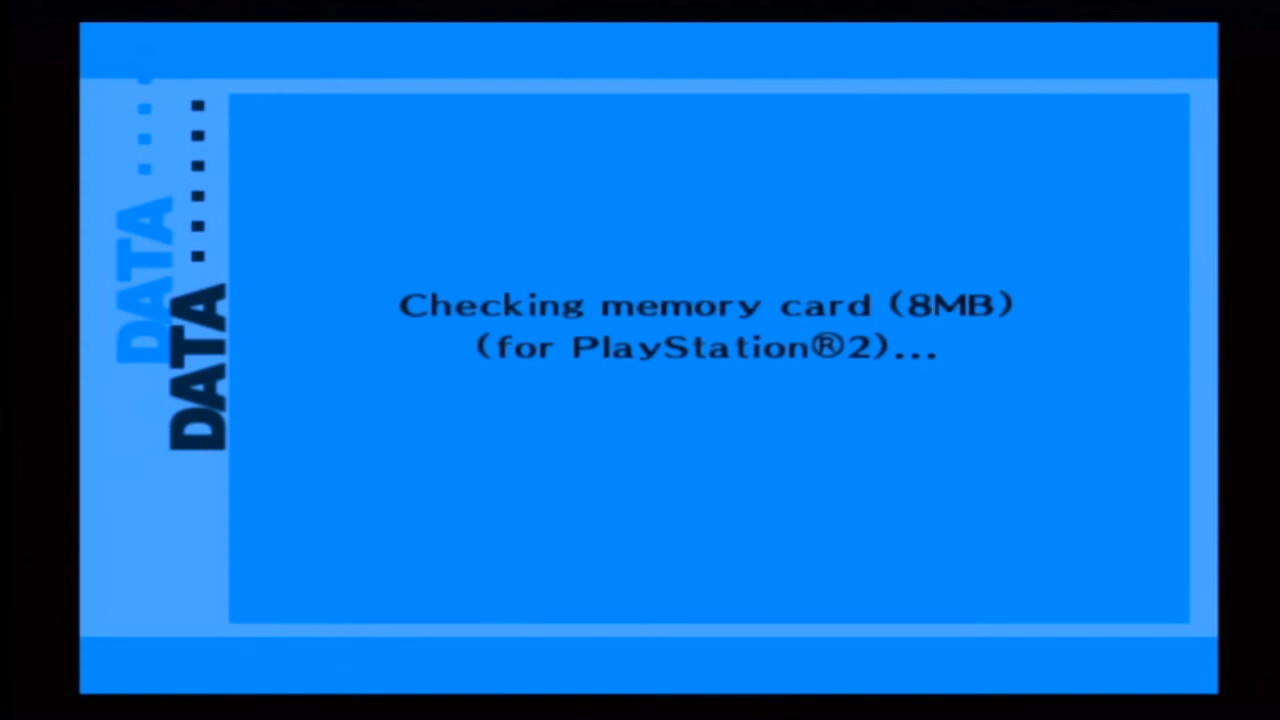 DATA ......
DATA ....
Checking memory card (8MB)
(for PlayStation®2)...